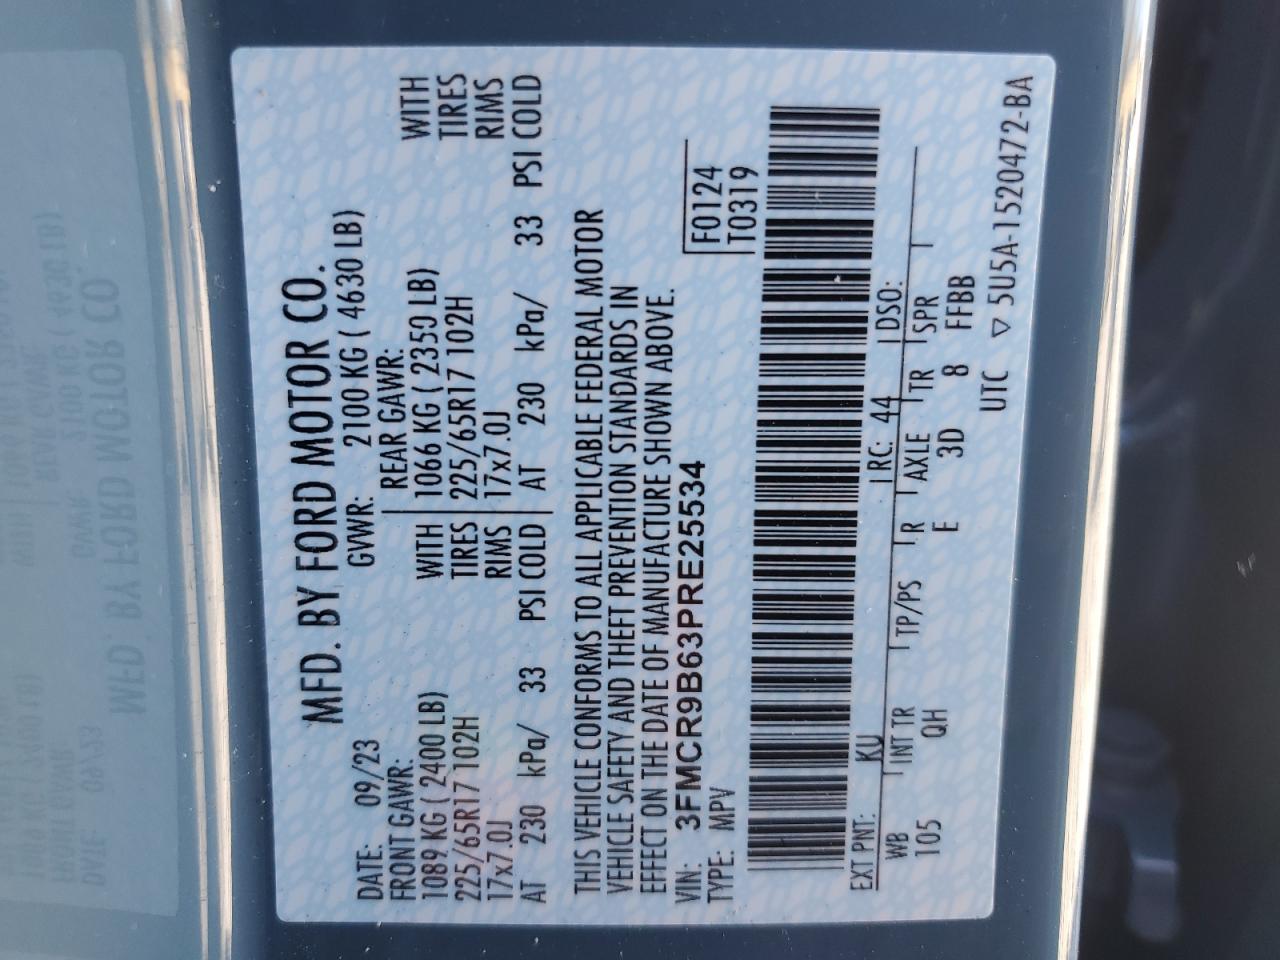 MFD. BY FORD MOTOR CO.
DATE: 09/23 GVWR: 2100 KG ( 4630 LB)
FRONT GAWR: REAR GAWR:
1089 KG ( 2400 LB) WITH 1066 KG ( 2350 LB) WITH
225/65R17 102H TIRES 225/65R17 102H TIRES
17x7.0J RIMS 17x7.0J RIMS
AT 230 kPa/ 33 PSI COLD AT 230 kPa/ 33 PSI COLD
THIS VEHICLE CONFORMS TO ALL APPLICABLE FEDERAL MOTOR
VEHICLE SAFETY AND THEFT PREVENTION STANDARDS IN
EFFECT ON THE DATE OF MANUFACTURE SHOWN ABOVE.
VIN: 3FMCR9B63PRE25534 F0124
TYPE: MPV T0319
EXT PNT: KU RC: 44 DSO:
WB INT TR TP/PS R AXLE TR SPR
105 QH E 3D 8 FFBB
UTC ▽ 5U5A-1520472-BA